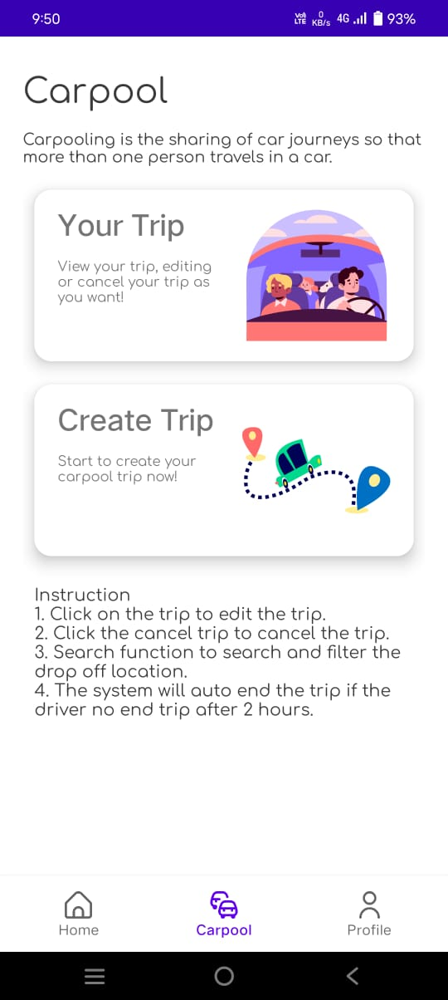 9:50
Vo)) LTE 0 KB/s 4G 93%
Carpool
Carpooling is the sharing of car journeys so that
more than one person travels in a car.
Your Trip
View your trip, editing
or cancel your trip as
you want!
Create Trip
Start to create your
carpool trip now!
Instruction
1. Click on the trip to edit the trip.
2. Click the cancel trip to cancel the trip.
3. Search function to search and filter the
drop off location.
4. The system will auto end the trip if the
driver no end trip after 2 hours.
Home Carpool Profile